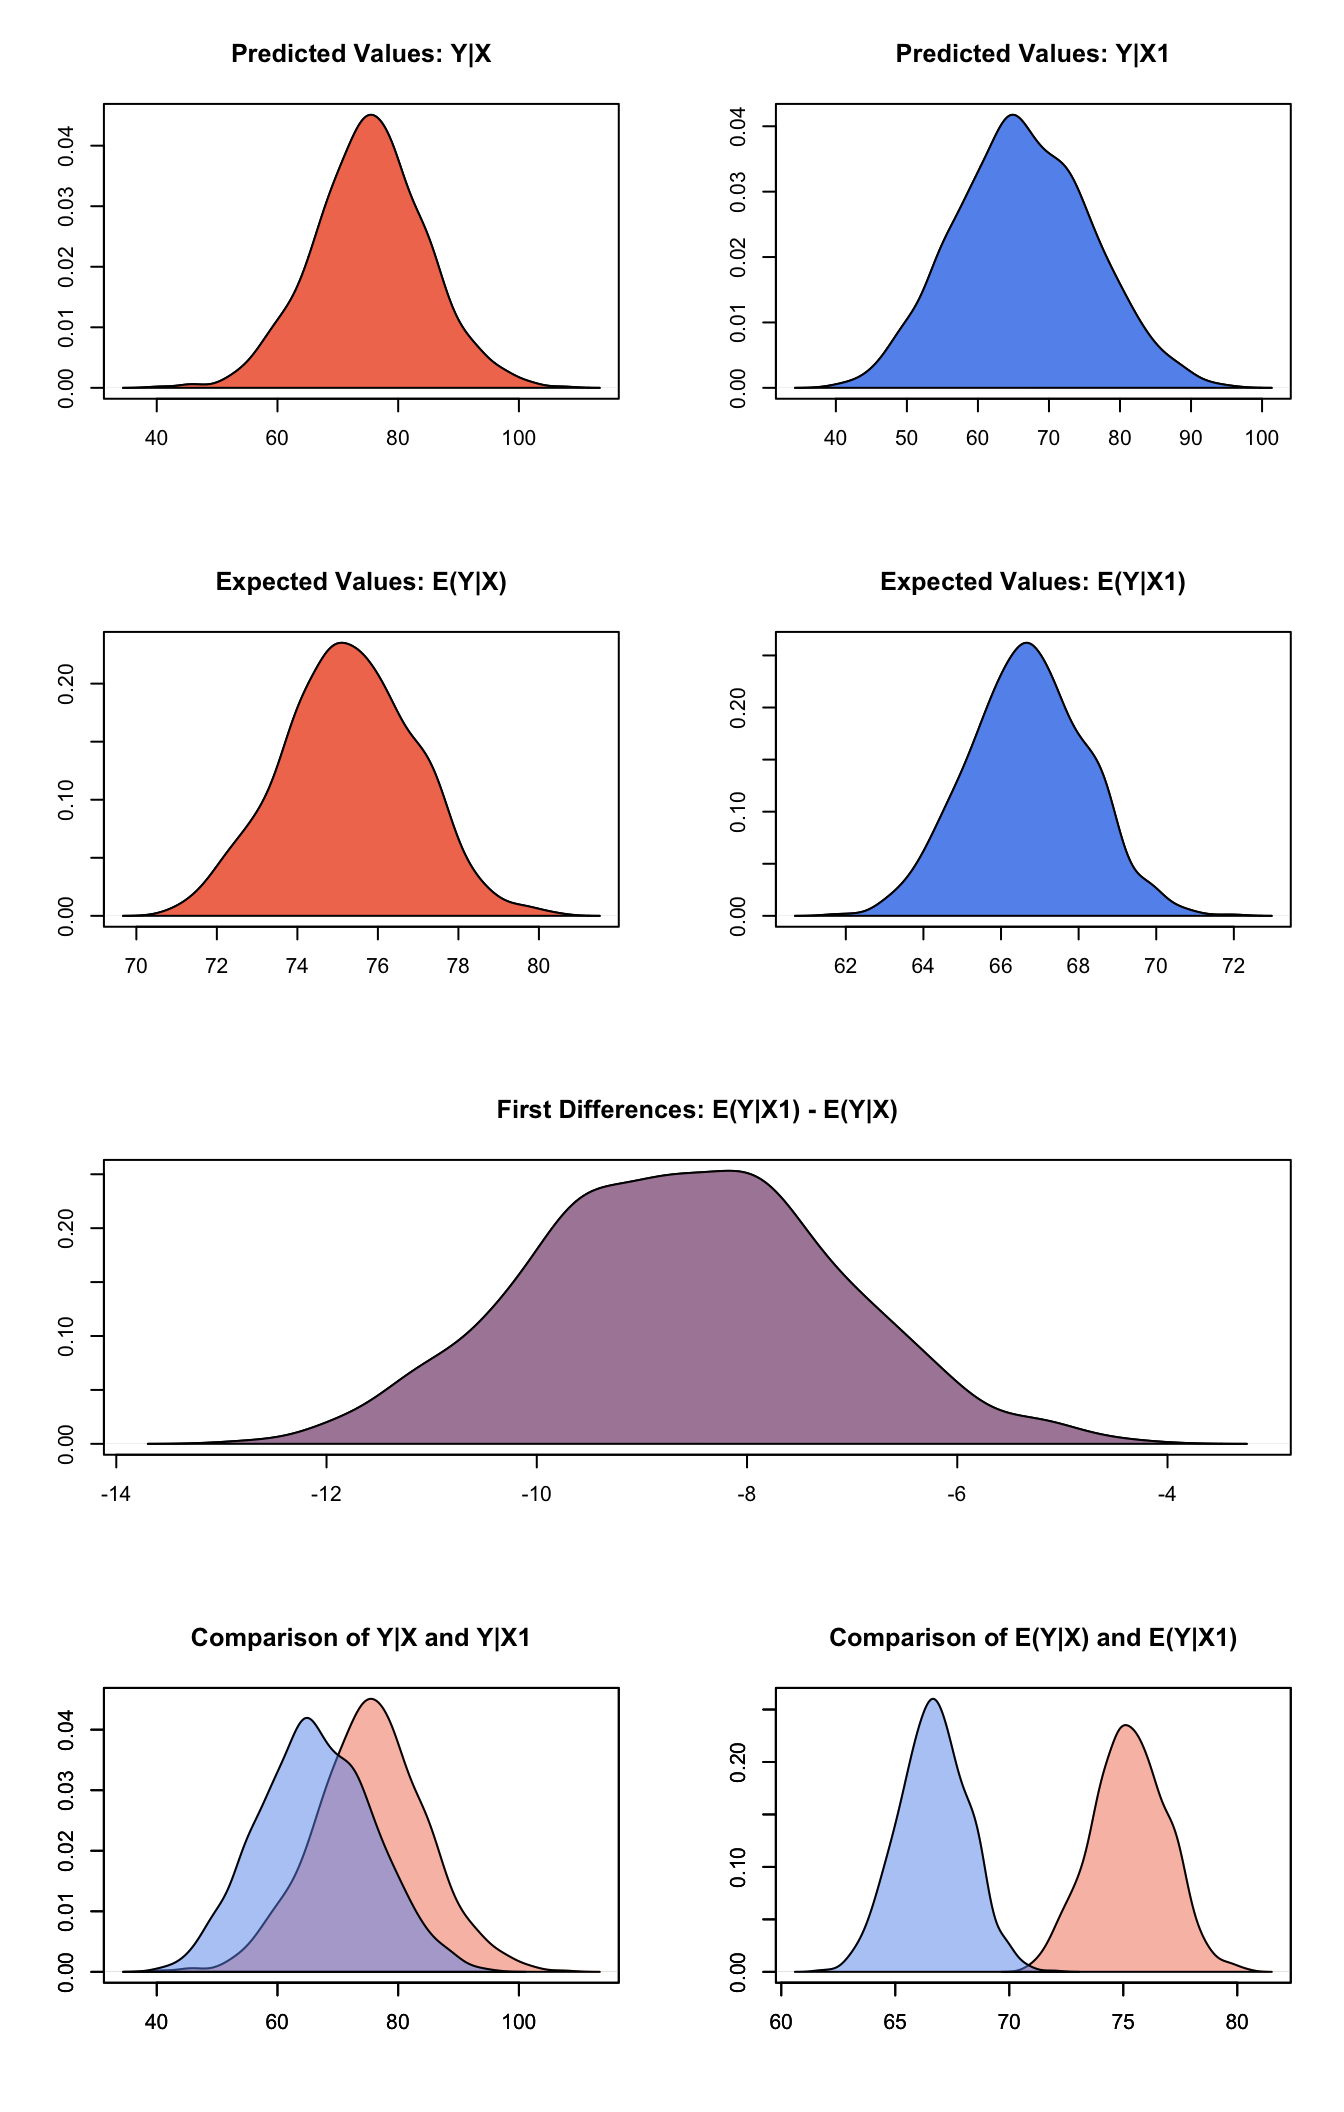 Predicted Values: Y|X
0.00 0.01 0.02 0.03 0.04
40 60 80 100
Predicted Values: Y|X1
0.00 0.01 0.02 0.03 0.04
40 50 60 70 80 90 100
Expected Values: E(Y|X)
0.00 0.10 0.20
70 72 74 76 78 80
Expected Values: E(Y|X1)
0.00 0.10 0.20
62 64 66 68 70 72
First Differences: E(Y|X1) - E(Y|X)
0.00 0.10 0.20
-14 -12 -10 -8 -6 -4
Comparison of Y|X and Y|X1
0.00 0.01 0.02 0.03 0.04
40 60 80 100
Comparison of E(Y|X) and E(Y|X1)
0.00 0.10 0.20
60 65 70 75 80